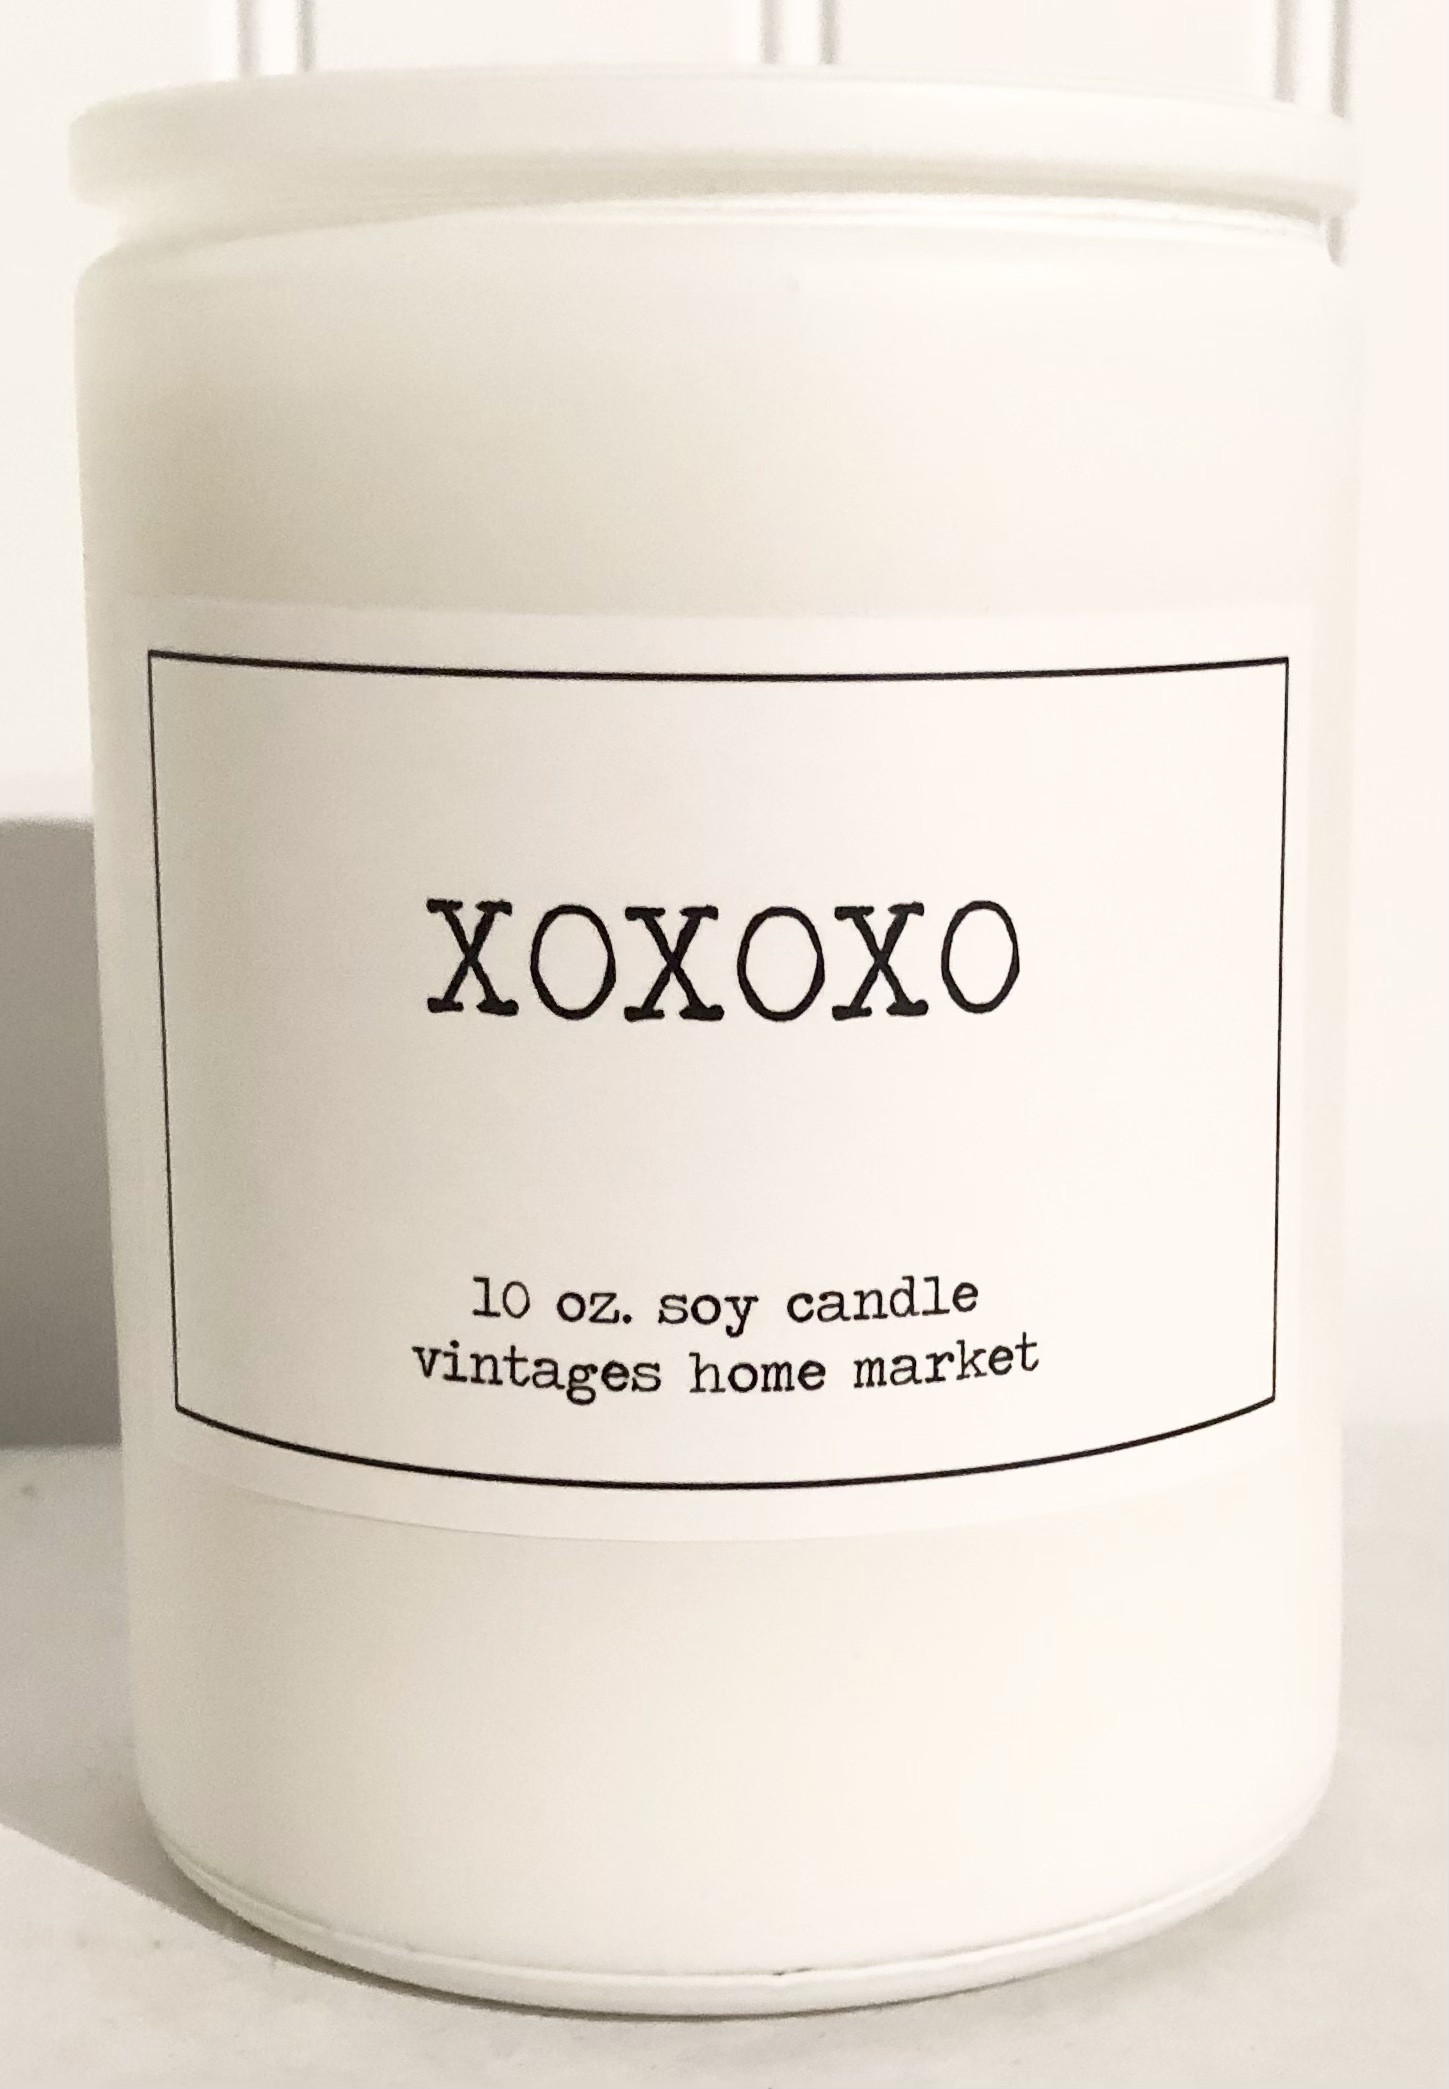 XOXOXO
10 oz. soy candle
vintages home market